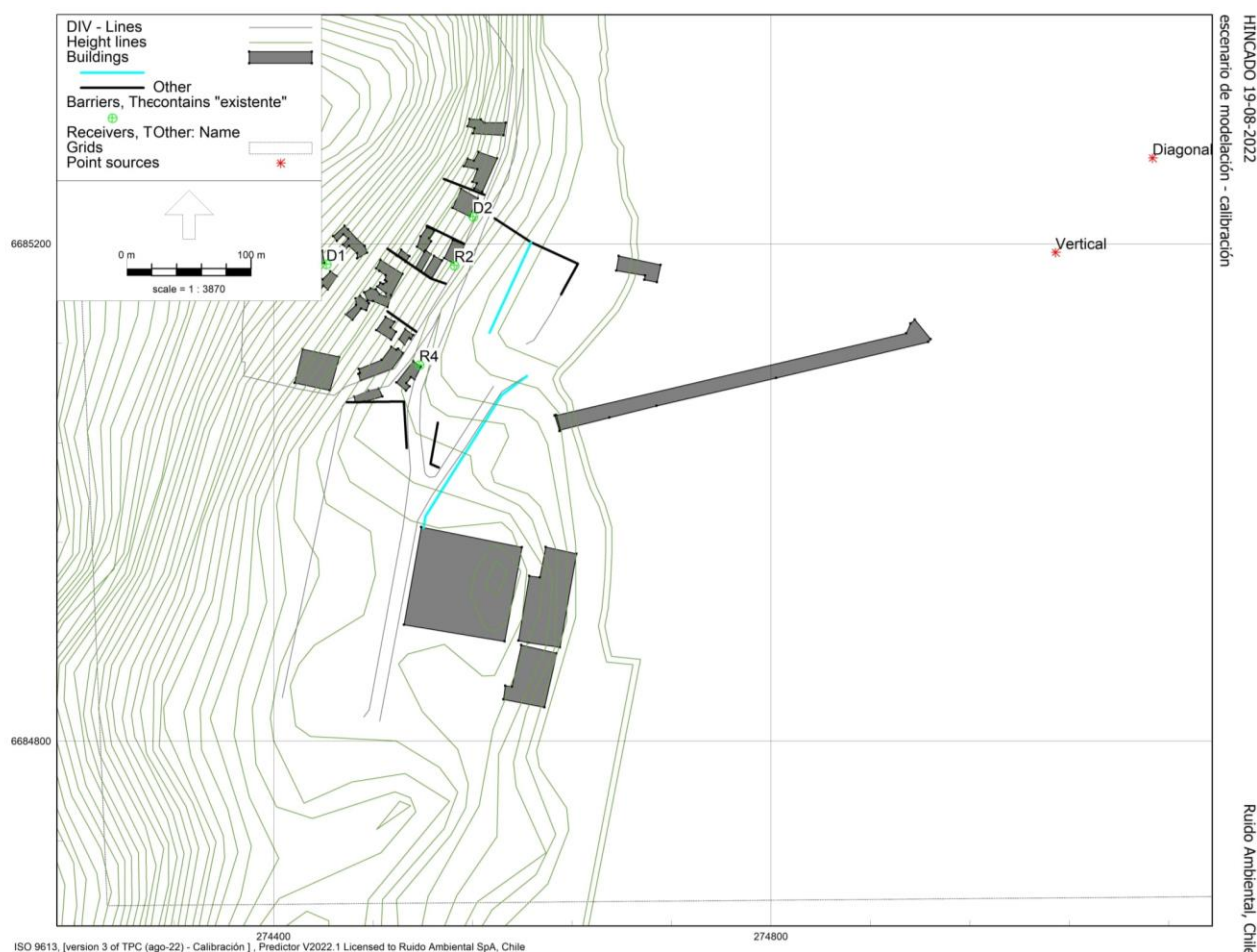 DIV - Lines
Height lines
Buildings
Other
Barriers, Thecontains "existente"
Receivers, TOther: Name
Grids
Point sources
0 m
100 m
scale = 1 : 3870
D1
D2
R2
R4
Diagonal
Vertical
6685200
6684800
274400
274800
HINCADO 19-08-2022
escenario de modelación - calibración
Ruido Ambiental, Chile
ISO 9613, [version 3 of TPC (ago-22) - Calibración ] , Predictor V2022.1 Licensed to Ruido Ambiental SpA, Chile